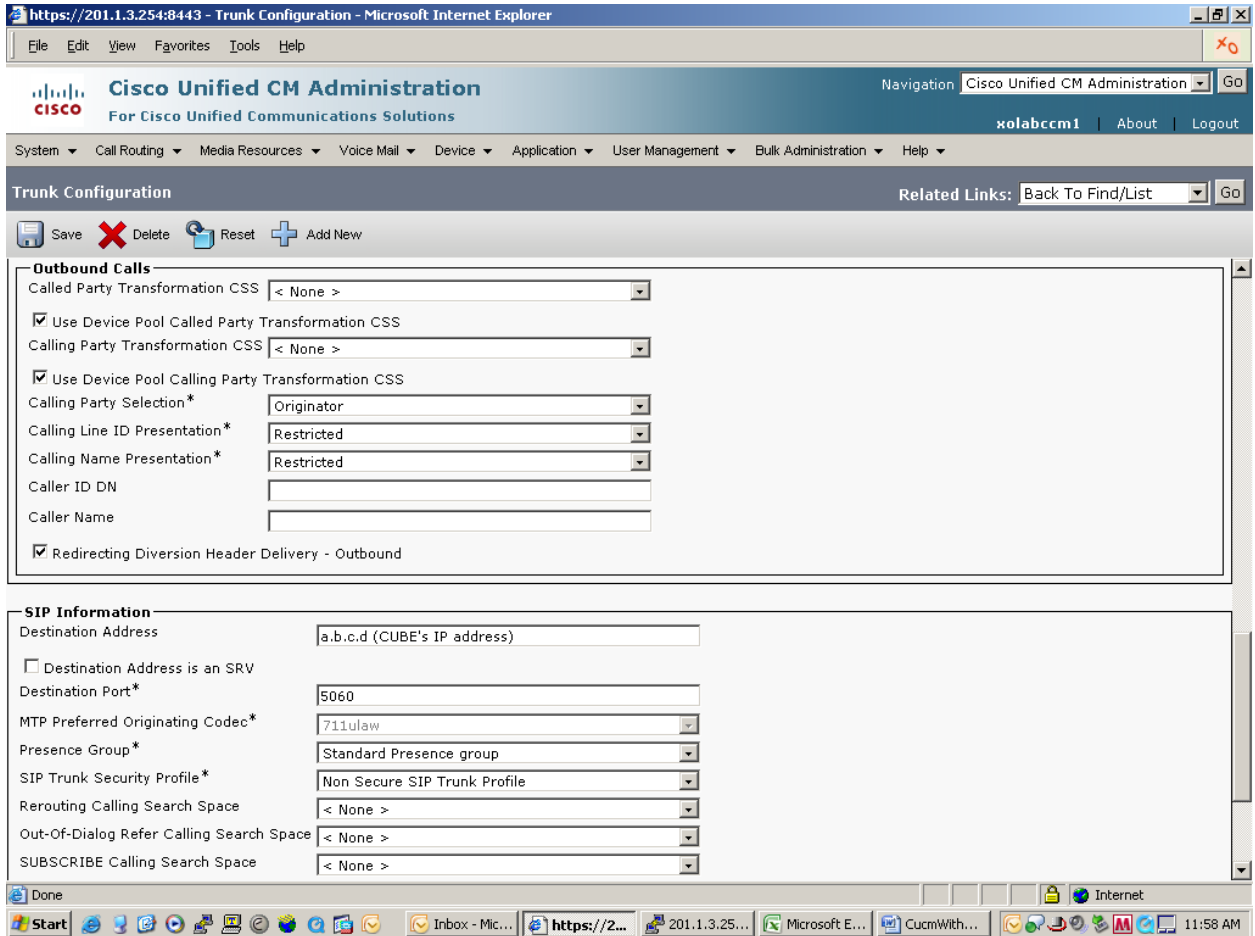 https://201.1.3.254:8443 - Trunk Configuration - Microsoft Internet Explorer
File Edit View Favorites Tools Help
XO
CISCO
Cisco Unified CM Administration
For Cisco Unified Communications Solutions
Navigation Cisco Unified CM Administration Go
xolabccm1 | About | Logout
System Call Routing Media Resources Voice Mail Device Application User Management Bulk Administration Help
Trunk Configuration
Related Links: Back To Find/List Go
Save Delete Reset Add New
Outbound Calls
Called Party Transformation CSS < None >
Use Device Pool Called Party Transformation CSS
Calling Party Transformation CSS < None >
Use Device Pool Calling Party Transformation CSS
Calling Party Selection* Originator
Calling Line ID Presentation* Restricted
Calling Name Presentation* Restricted
Caller ID DN
Caller Name
Redirecting Diversion Header Delivery - Outbound
SIP Information
Destination Address a.b.c.d (CUBE's IP address)
Destination Address is an SRV
Destination Port* 5060
MTP Preferred Originating Codec* 711ulaw
Presence Group* Standard Presence group
SIP Trunk Security Profile* Non Secure SIP Trunk Profile
Rerouting Calling Search Space < None >
Out-Of-Dialog Refer Calling Search Space < None >
SUBSCRIBE Calling Search Space < None >
Done
Internet
Start
Inbox - Mic...
https://2...
201.1.3.25...
Microsoft E...
CucmWith...
11:58 AM